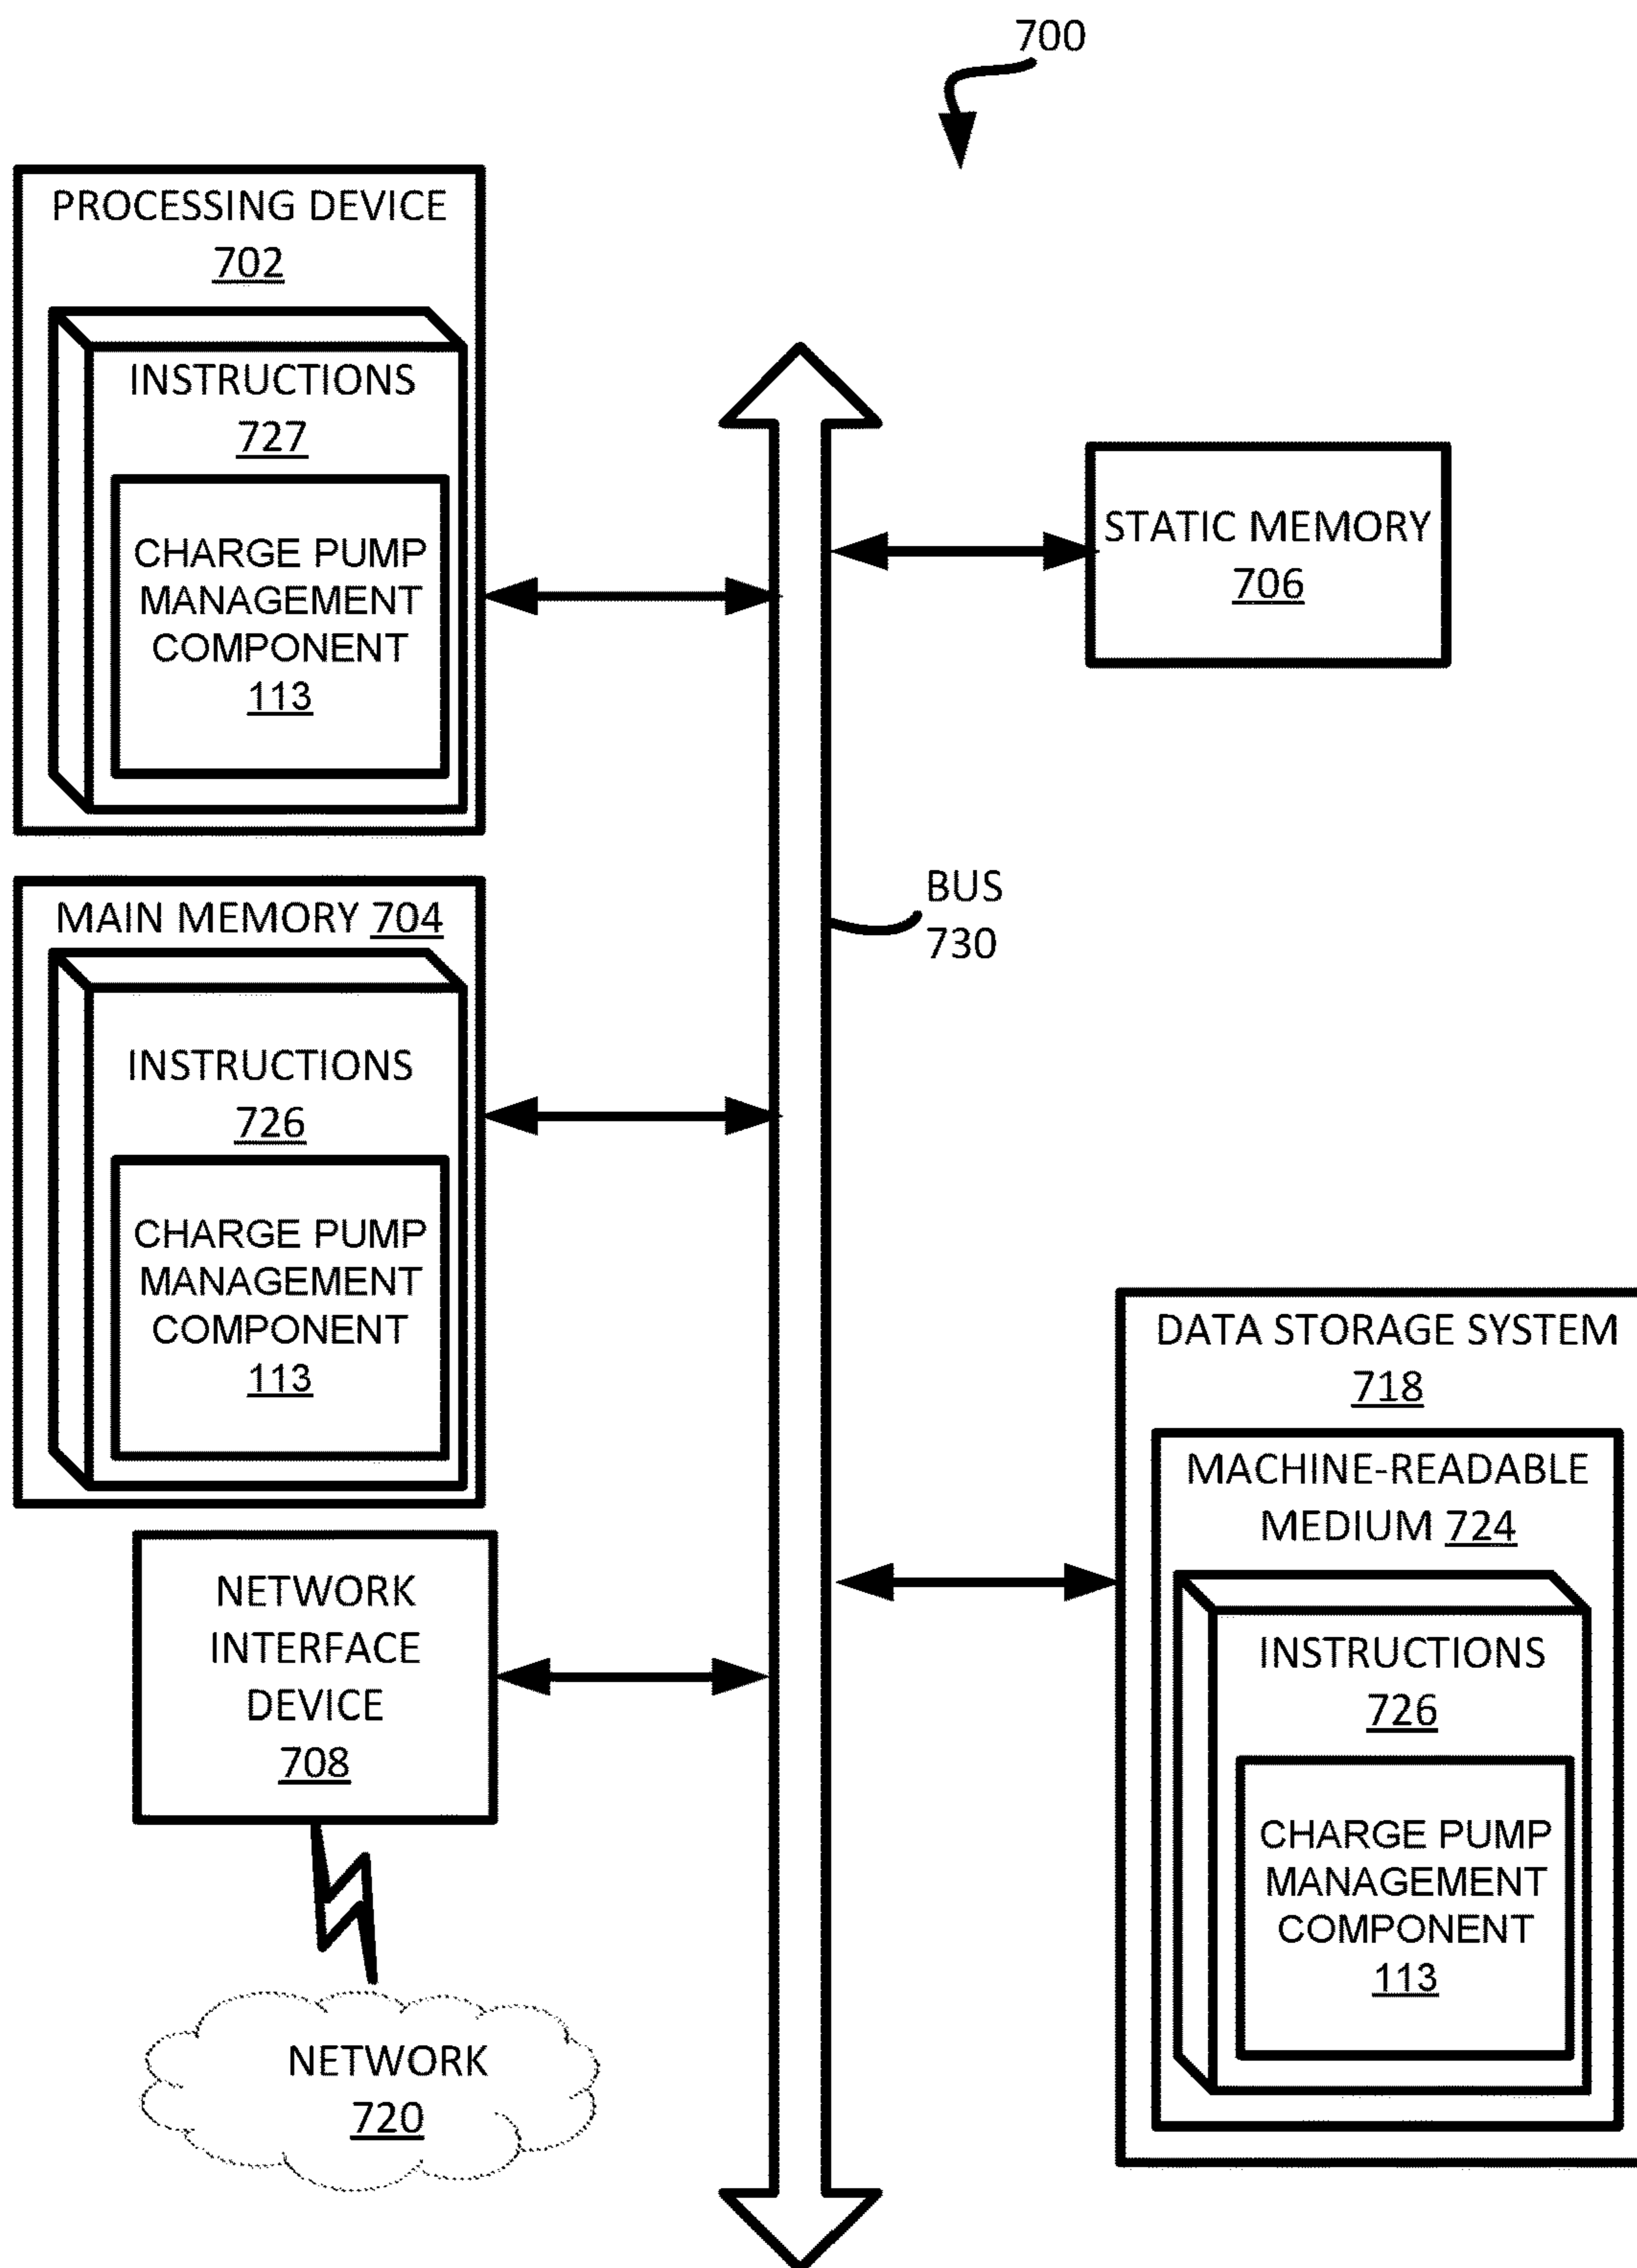 700
PROCESSING DEVICE
702
INSTRUCTIONS
727
CHARGE PUMP
MANAGEMENT
COMPONENT
113
STATIC MEMORY
706
BUS
730
MAIN MEMORY 704
INSTRUCTIONS
726
CHARGE PUMP
MANAGEMENT
COMPONENT
113
DATA STORAGE SYSTEM
718
MACHINE-READABLE
MEDIUM 724
INSTRUCTIONS
726
CHARGE PUMP
MANAGEMENT
COMPONENT
113
NETWORK
INTERFACE
DEVICE
708
NETWORK
720